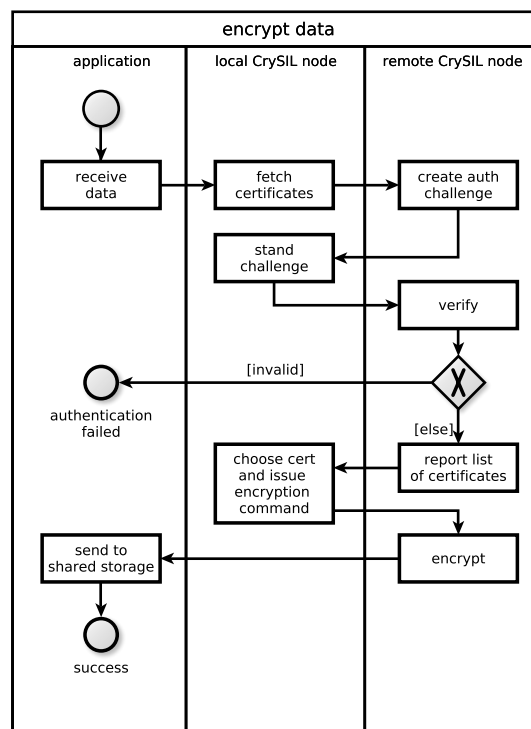 encrypt data
application
local CrySIL node
remote CrySIL node
receive
data
fetch
certificates
create auth
challenge
stand
challenge
verify
[invalid]
authentication
failed
[else]
choose cert
and issue
encryption
command
report list
of certificates
send to
shared storage
encrypt
success